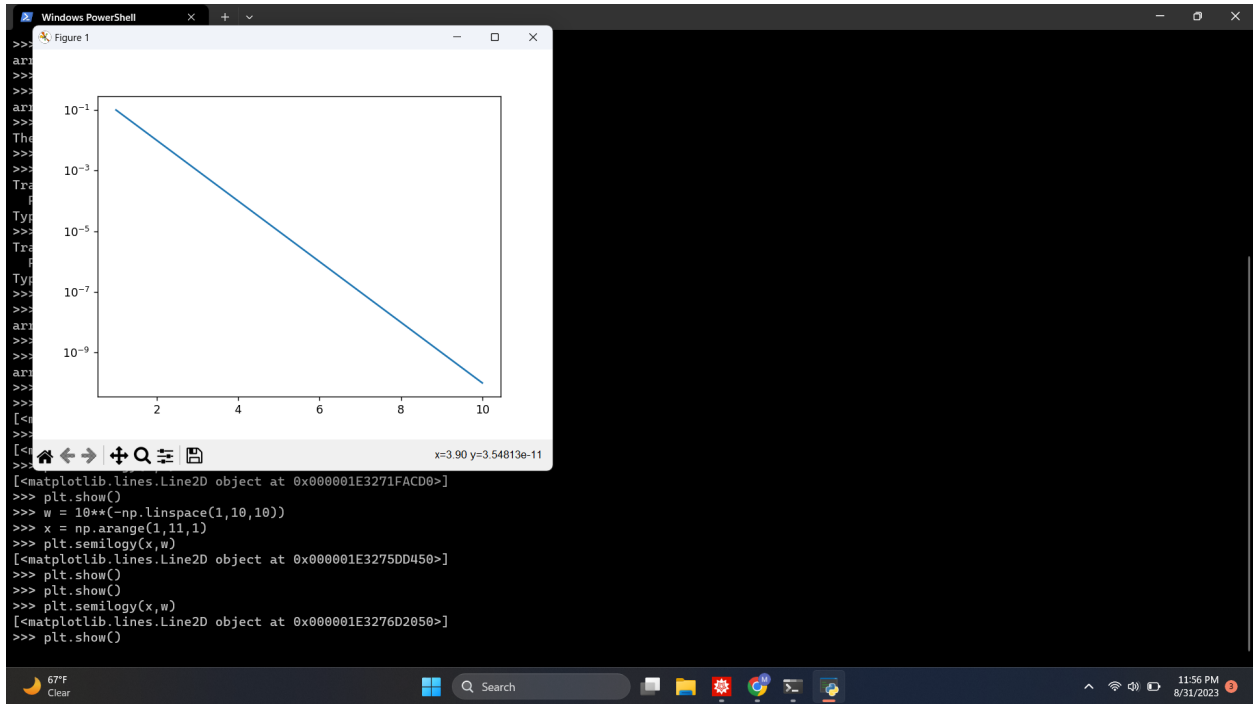 Windows PowerShell
Figure 1
>>>
>>>
>>>
>>>
The
>>>
>>>
>>>
>>>
>>>
>>>
>>>
>>>
>>>
>>>
10⁻¹
10⁻³
10⁻⁵
10⁻⁷
10⁻⁹
2 4 6 8 10
x=3.90 y=3.54813e-11
[<matplotlib.lines.Line2D object at 0x000001E3271FACD0>]
>>> plt.show()
>>> w = 10**(-np.linspace(1,10,10))
>>> x = np.arange(1,11,1)
>>> plt.semilogy(x,w)
[<matplotlib.lines.Line2D object at 0x000001E3275DD450>]
>>> plt.show()
>>> plt.show()
>>> plt.semilogy(x,w)
[<matplotlib.lines.Line2D object at 0x000001E3276D2050>]
>>> plt.show()
67°F
Clear
Search
11:56 PM
8/31/2023
3